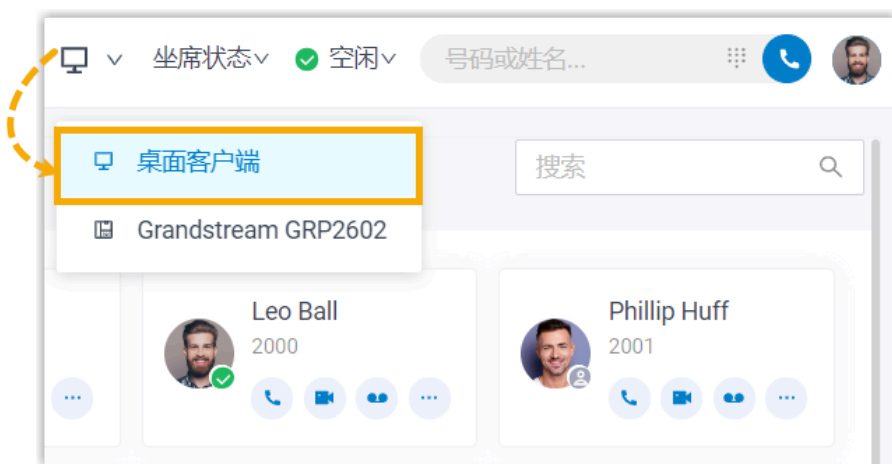 坐席状态 空闲 号码或姓名...
桌面客户端
搜索
Grandstream GRP2602
Leo Ball
2000
Phillip Huff
2001